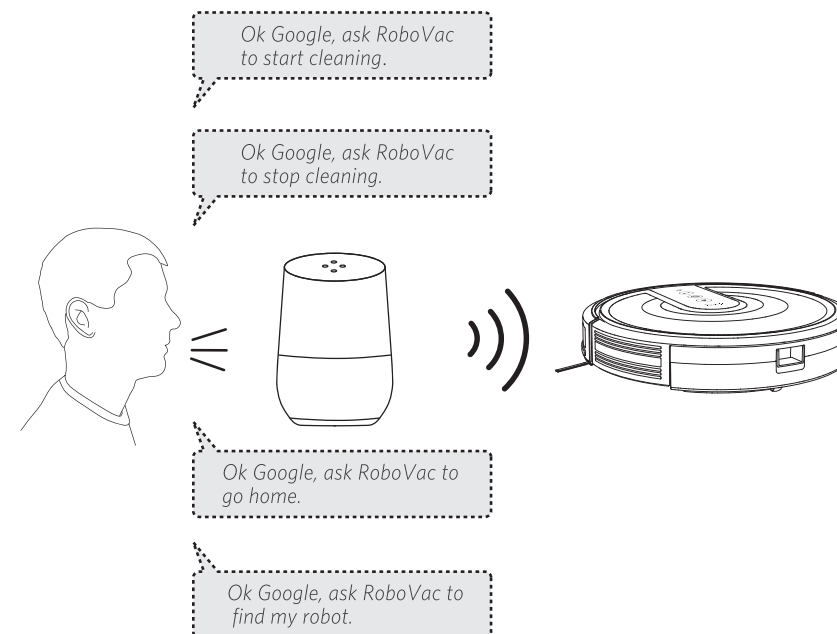 Ok Google, ask RoboVac
to start cleaning.
Ok Google, ask RoboVac
to stop cleaning.
Ok Google, ask RoboVac to
go home.
Ok Google, ask RoboVac to
find my robot.